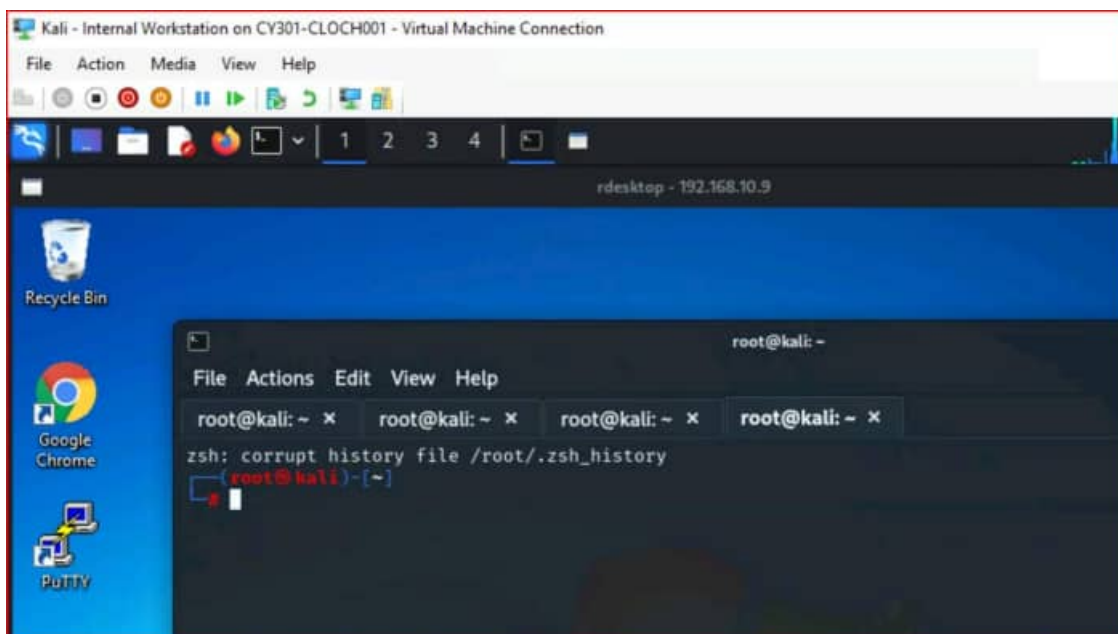 Kali - Internal Workstation on CY301-CLOCH001 - Virtual Machine Connection
File Action Media View Help
1 2 3 4
rdesktop - 192.168.10.9
Recycle Bin
root@kali: ~
File Actions Edit View Help
root@kali: ~ × root@kali: ~ × root@kali: ~ × root@kali: ~ ×
Google
Chrome
zsh: corrupt history file /root/.zsh_history
┌──(root㉿kali)-[~]
└─#
PuTTY